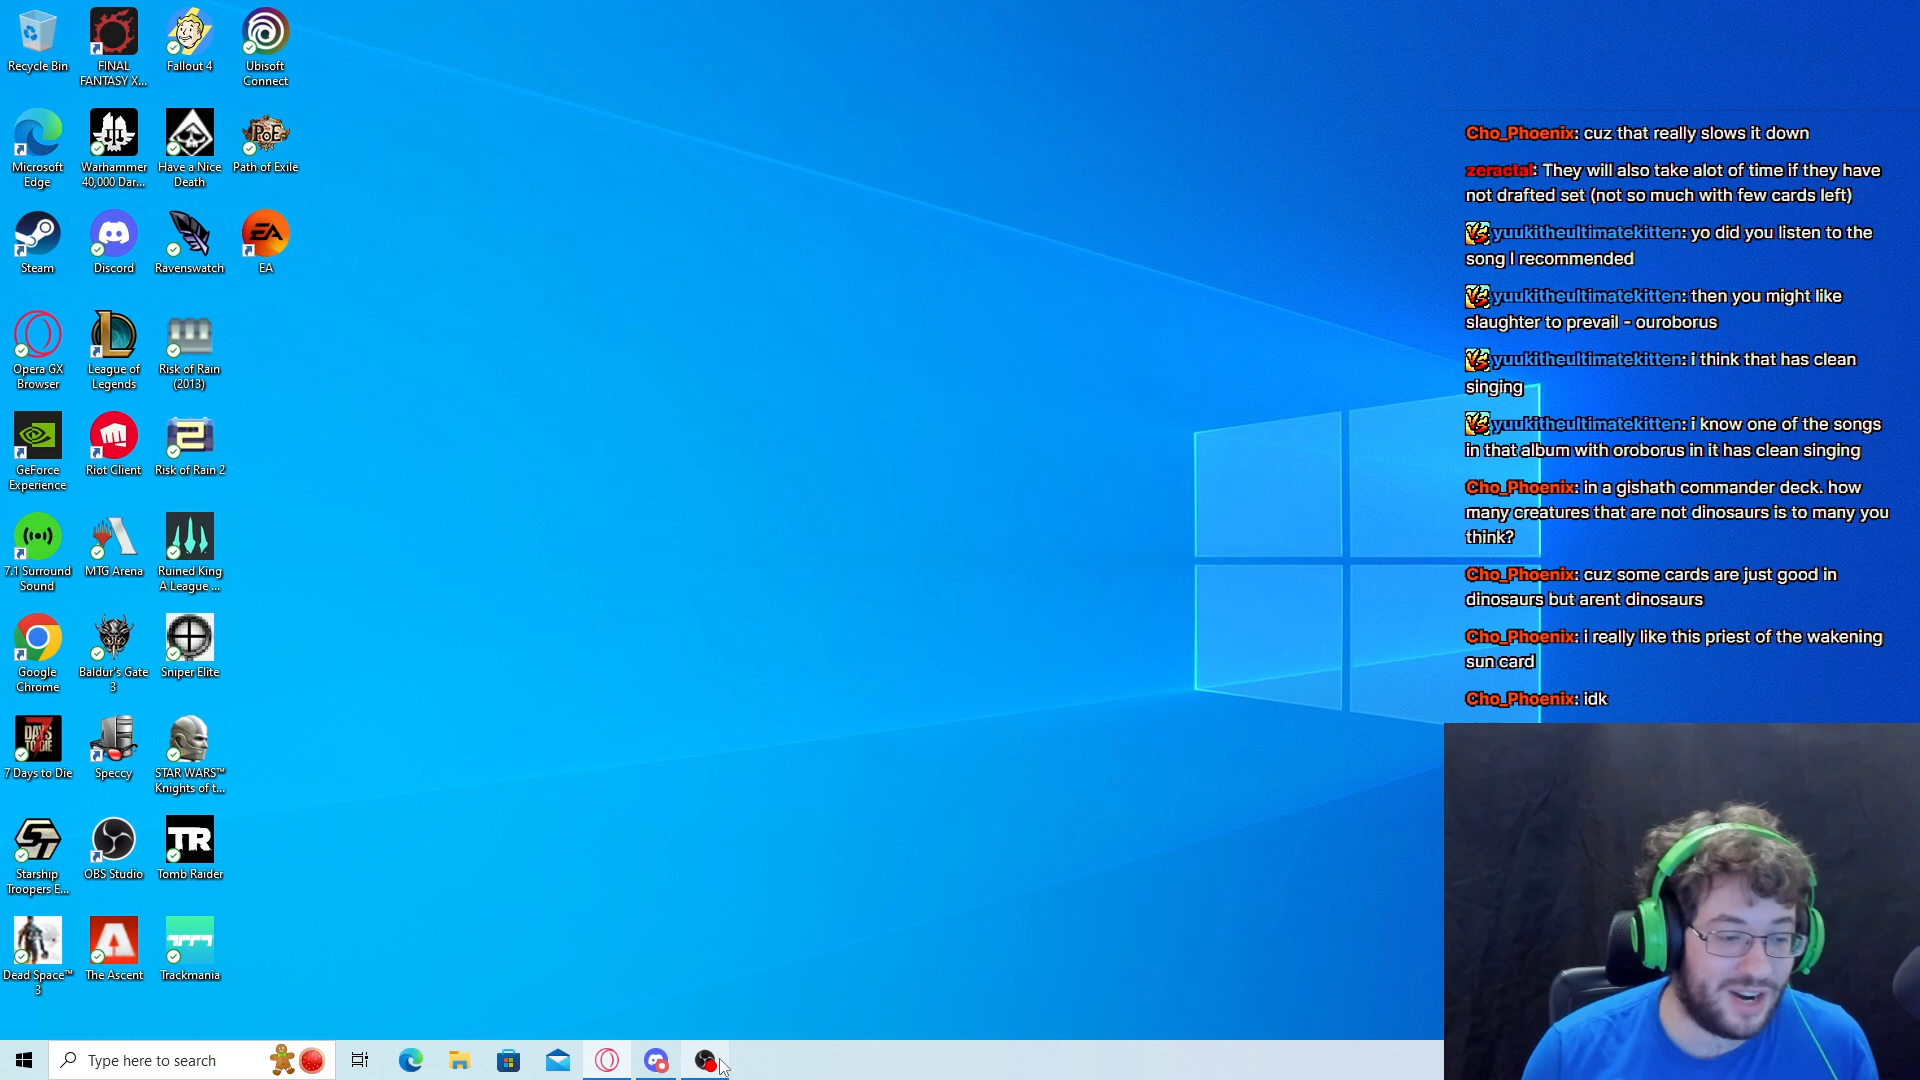 Recycle Bin
FINAL FANTASY X...
Fallout 4
Ubisoft Connect
Microsoft Edge
Warhammer 40,000 Dar...
Have a Nice Death
PoE
Path of Exile
Steam
Discord
Ravenswatch
EA
EA
Opera GX Browser
League of Legends
Risk of Rain (2013)
GeForce Experience
Riot Client
2
Risk of Rain 2
7.1 Surround Sound
MTG Arena
Ruined King A League ...
Google Chrome
Baldur's Gate 3
Sniper Elite
DAYS TO DIE
7 Days to Die
Speccy
STAR WARS™ Knights of t...
ST
Starship Troopers E...
OBS Studio
TR
Tomb Raider
Dead Space™ 3
The Ascent
Trackmania
Type here to search
Cho_Phoenix: cuz that really slows it down
zeractal: They will also take alot of time if they have
not drafted set (not so much with few cards left)
yuukitheultimatekitten: yo did you listen to the
song I recommended
yuukitheultimatekitten: then you might like
slaughter to prevail - ouroborus
yuukitheultimatekitten: i think that has clean
singing
yuukitheultimatekitten: i know one of the songs
in that album with oroborus in it has clean singing
Cho_Phoenix: in a gishath commander deck. how
many creatures that are not dinosaurs is to many you
think?
Cho_Phoenix: cuz some cards are just good in
dinosaurs but arent dinosaurs
Cho_Phoenix: i really like this priest of the wakening
sun card
Cho_Phoenix: idk